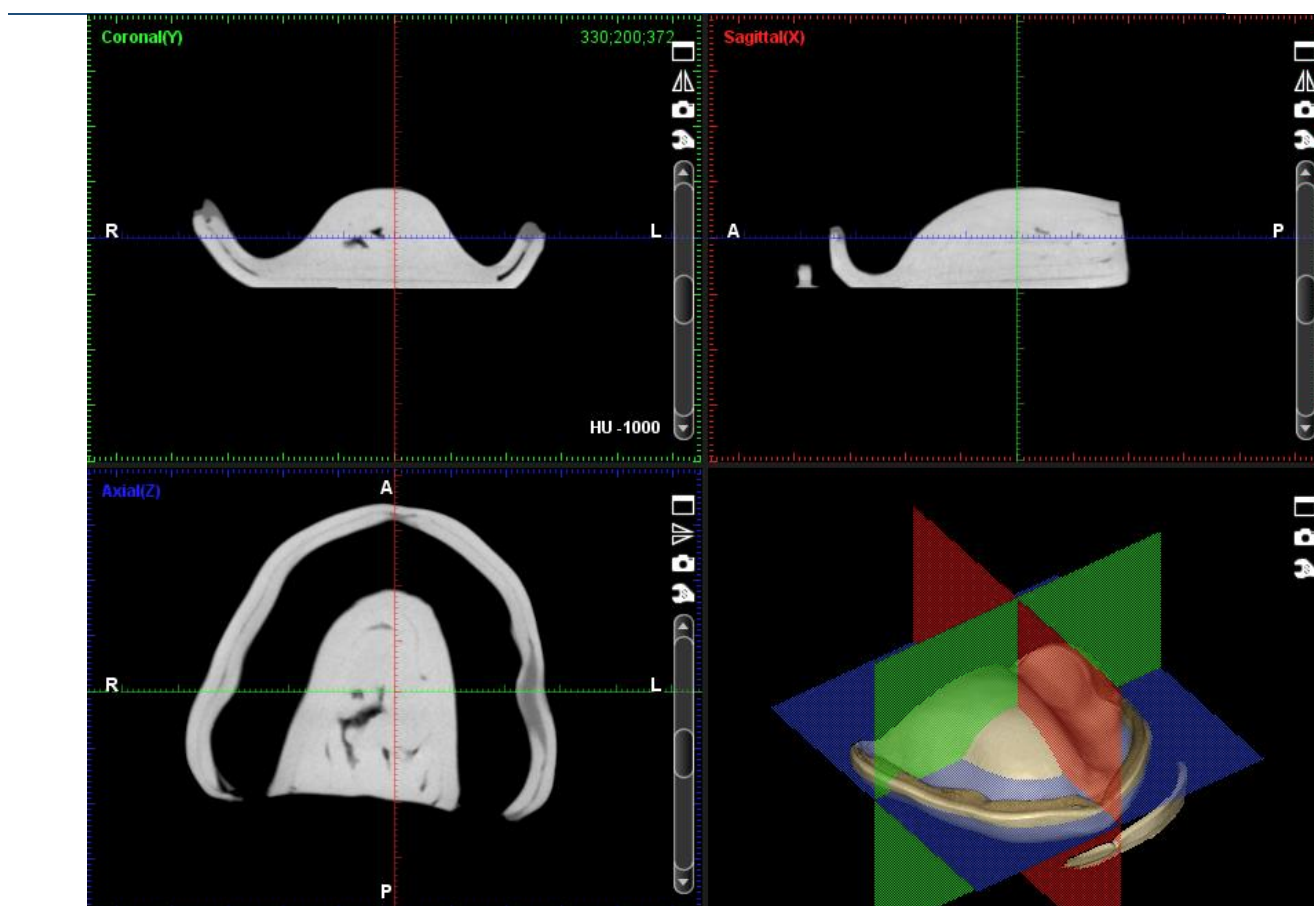 Coronal(Y)
330;200;372
R
L
HU -1000
Sagittal(X)
A
P
Axial(Z)
A
R
L
P